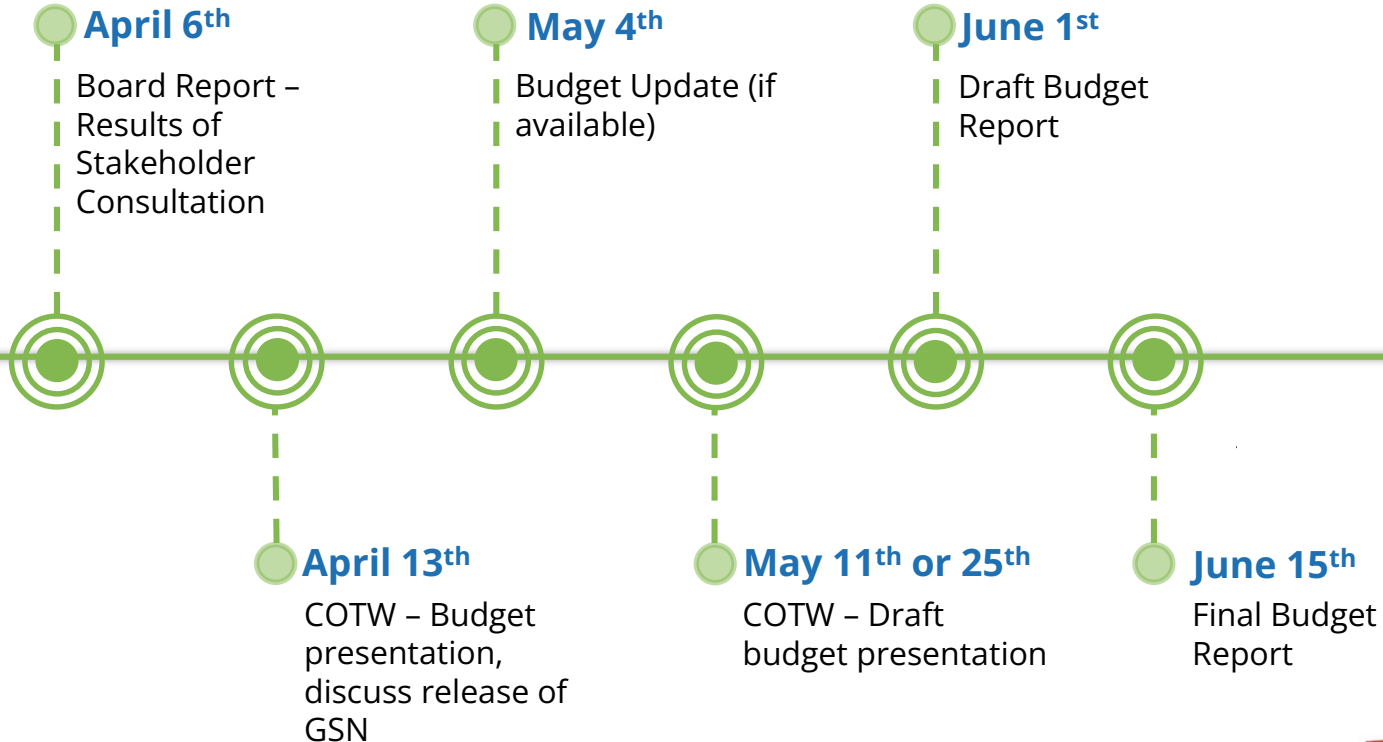 April 6th
Board Report –
Results of
Stakeholder
Consultation
April 13th
COTW – Budget
presentation,
discuss release of
GSN
May 4th
Budget Update (if
available)
May 11th or 25th
COTW – Draft
budget presentation
June 1st
Draft Budget
Report
June 15th
Final Budget
Report